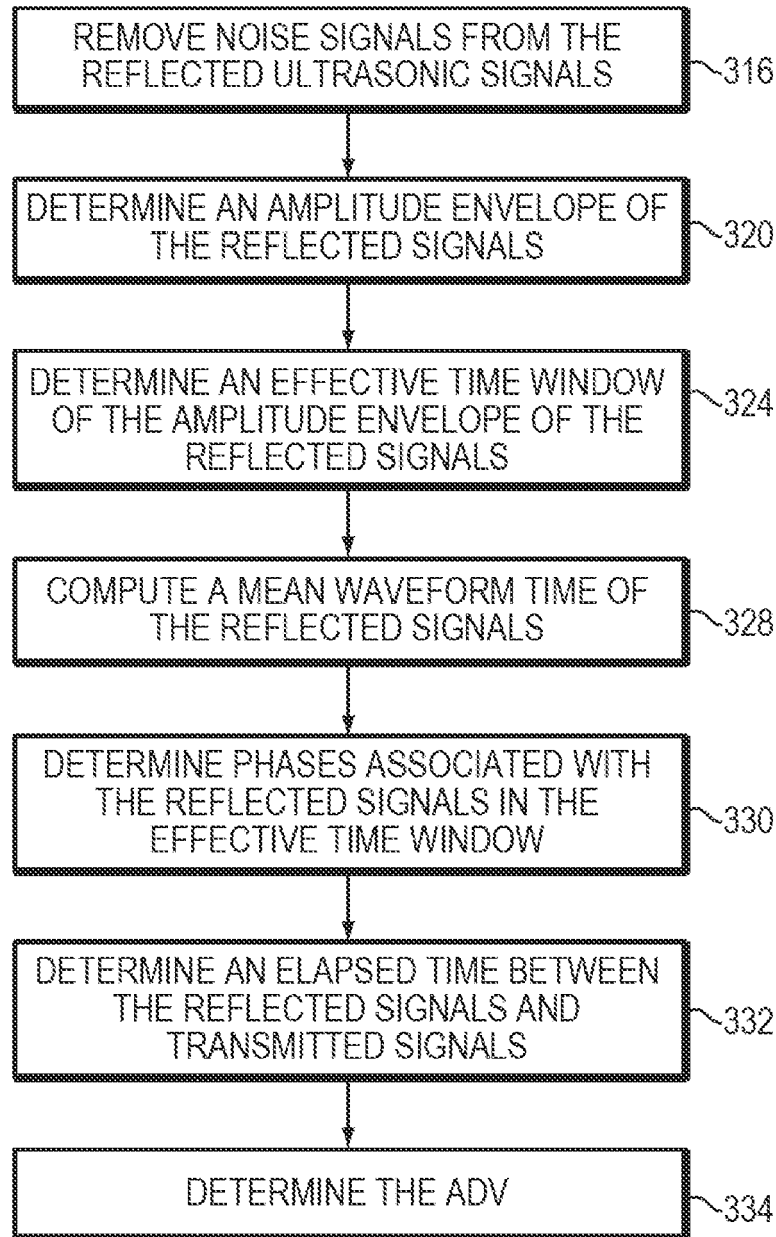 REMOVE NOISE SIGNALS FROM THE
REFLECTED ULTRASONIC SIGNALS
316
DETERMINE AN AMPLITUDE ENVELOPE OF
THE REFLECTED SIGNALS
320
DETERMINE AN EFFECTIVE TIME WINDOW
OF THE AMPLITUDE ENVELOPE OF THE
REFLECTED SIGNALS
324
COMPUTE A MEAN WAVEFORM TIME OF
THE REFLECTED SIGNALS
328
DETERMINE PHASES ASSOCIATED WITH
THE REFLECTED SIGNALS IN THE
EFFECTIVE TIME WINDOW
330
DETERMINE AN ELAPSED TIME BETWEEN
THE REFLECTED SIGNALS AND
TRANSMITTED SIGNALS
332
DETERMINE THE ADV
334